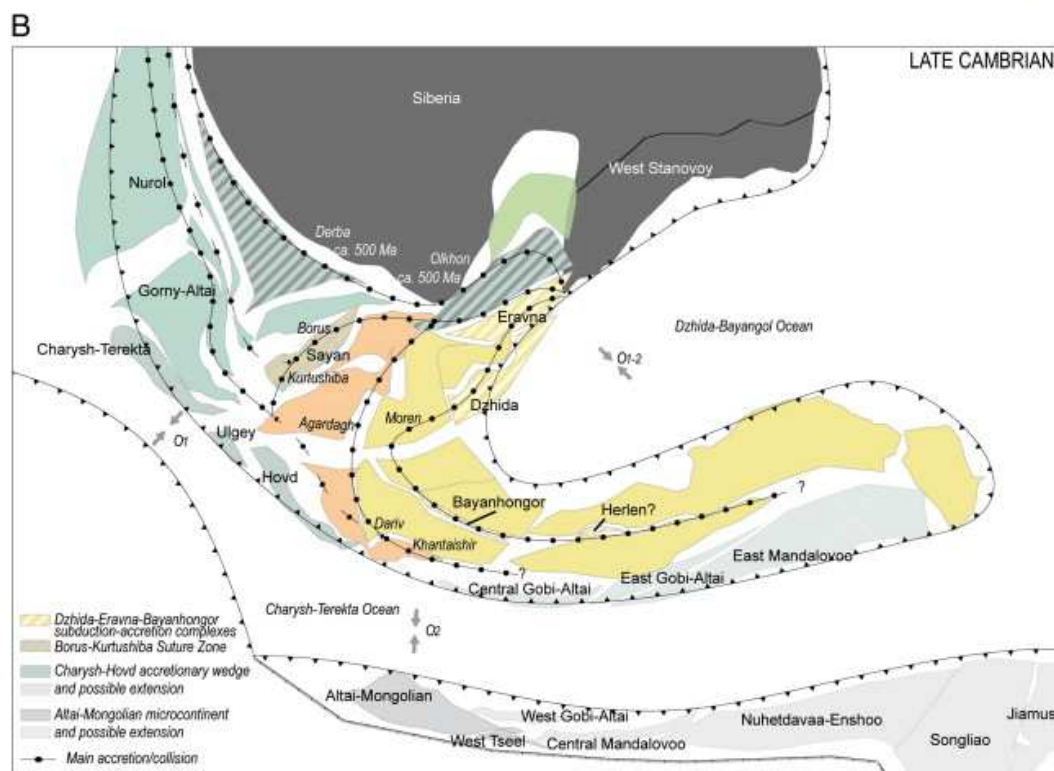 B
LATE CAMBRIAN
Siberia
West Stanovoy
Nurol
Derba
ca. 500 Ma
Olkhon
ca. 500 Ma
Gorny-Altai
Eravna
Borus
Dzhida-Bayangol Ocean
Charysh-Terekta
Sayan
O1-2
Kurtushiba
Dzhida
Moren
Agardagh
Ulgey
O1
Hovd
?
Bayanhongor
Herlen?
Dariv
Khantaishir
East Mandalovoo
?
East Gobi-Altai
Central Gobi-Altai
Charysh-Terekta Ocean
O2
Dzhida-Eravna-Bayanhongor
subduction-accretion complexes
Borus-Kurtushiba Suture Zone
Charysh-Hovd accretionary wedge
and possible extension
Altai-Mongolian microcontinent
and possible extension
Main accretion/collision
Altai-Mongolian
West Gobi-Altai
Nuhetdavaa-Enshoo
Jiamus
West Tseel
Central Mandalovoo
Songliao